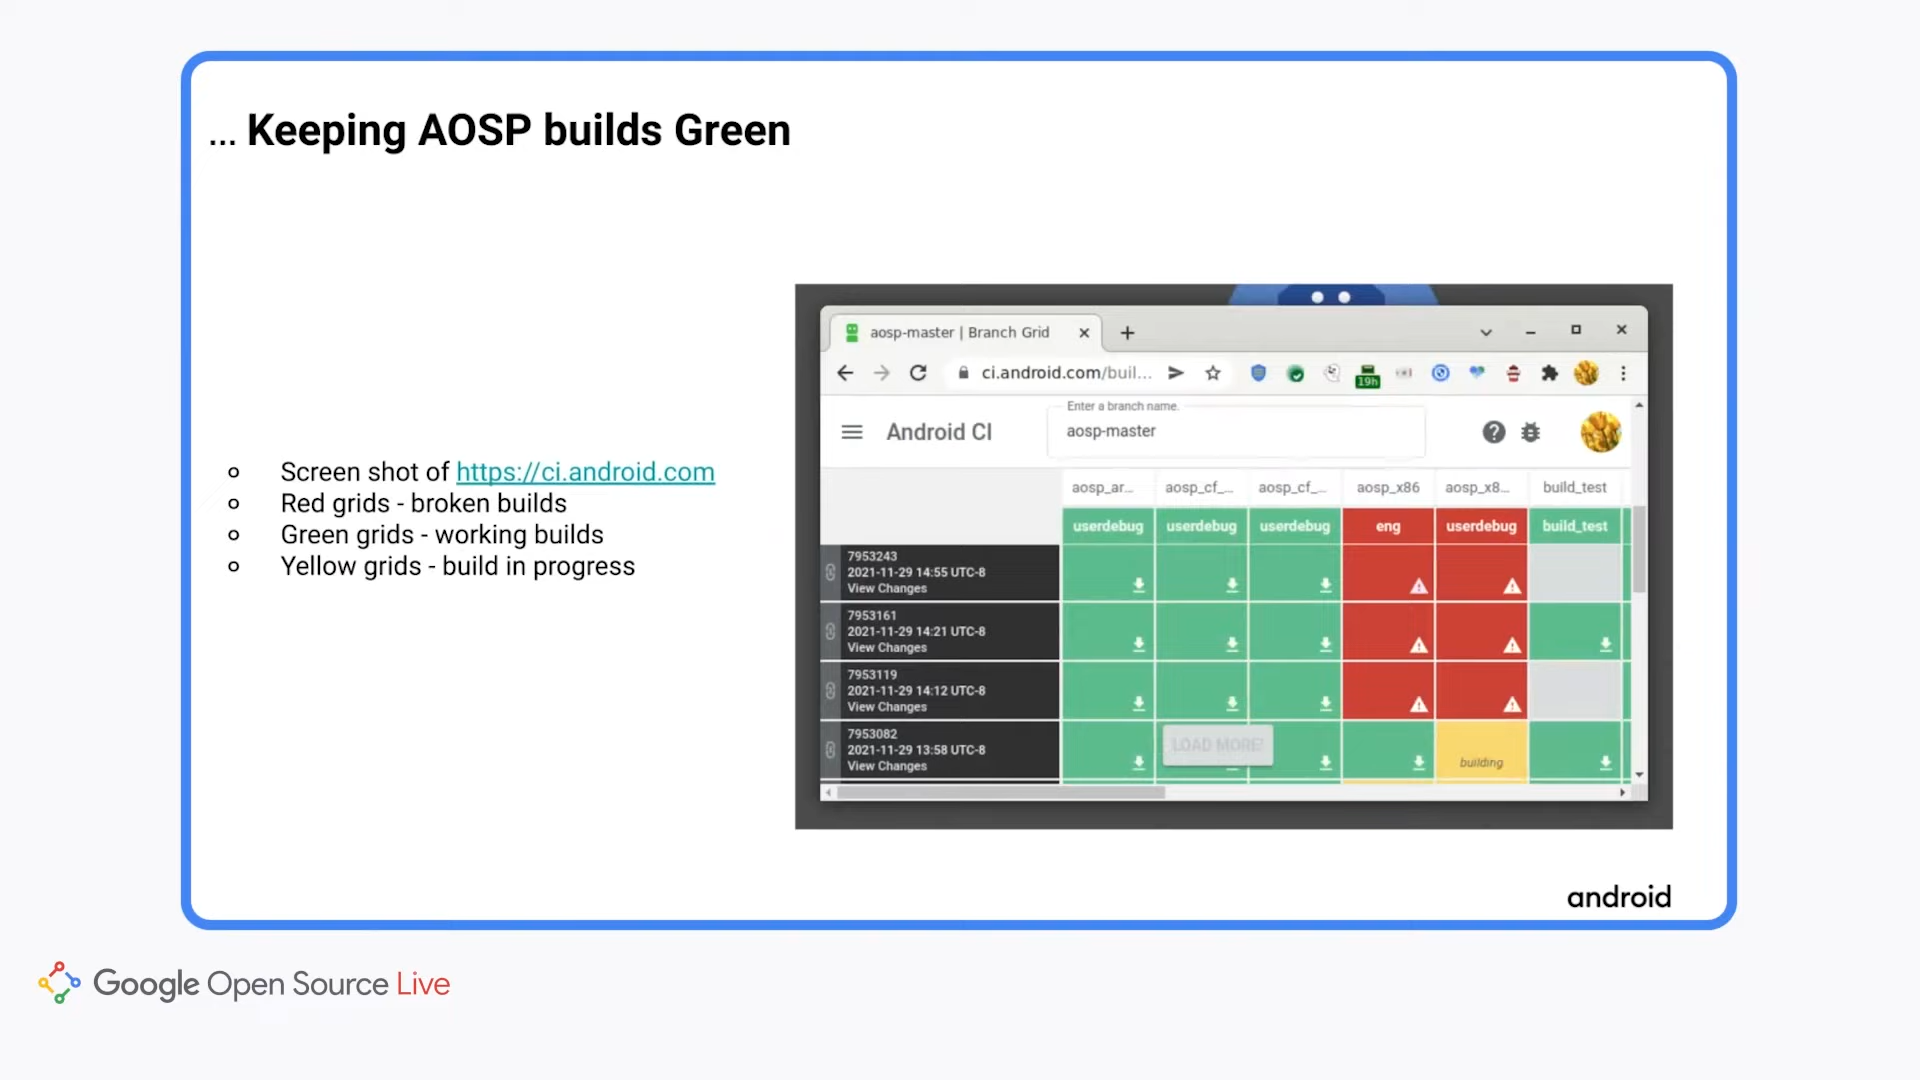 ... Keeping AOSP builds Green
Screen shot of https://ci.android.com
Red grids - broken builds
Green grids - working builds
Yellow grids - build in progress
aosp-master | Branch Grid
ci.android.com/buil...
19h
Android CI
Enter a branch name.
aosp-master
aosp_ar... aosp_cf_... aosp_cf_... aosp_x86 aosp_x8... build_test
userdebug userdebug userdebug eng userdebug build_test
7953243
2021-11-29 14:55 UTC-8
View Changes
7953161
2021-11-29 14:21 UTC-8
View Changes
7953119
2021-11-29 14:12 UTC-8
View Changes
7953082
2021-11-29 13:58 UTC-8
View Changes
LOAD MORE!
building
android
Google Open Source Live